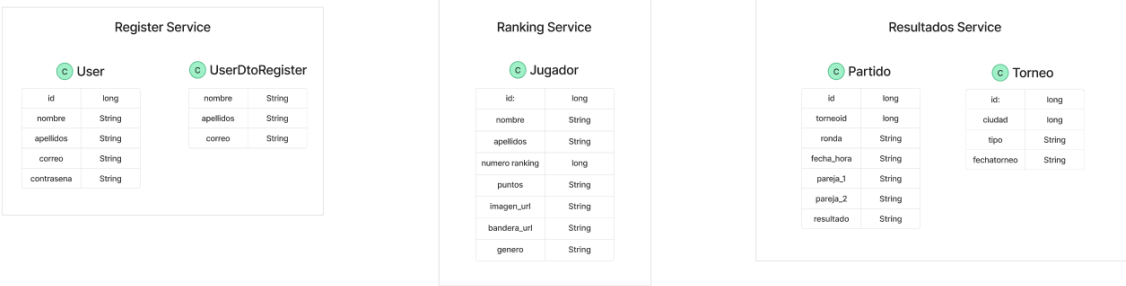 Register Service
C User
id long
nombre String
apellidos String
correo String
contrasena String
C UserDtoRegister
nombre String
apellidos String
correo String
Ranking Service
C Jugador
id: long
nombre String
apellidos String
numero ranking long
puntos String
imagen_url String
bandera_url String
genero String
Resultados Service
C Partido
id long
torneoid long
ronda String
fecha_hora String
pareja_1 String
pareja_2 String
resultado String
C Torneo
id: long
ciudad long
tipo String
fechatorneo String